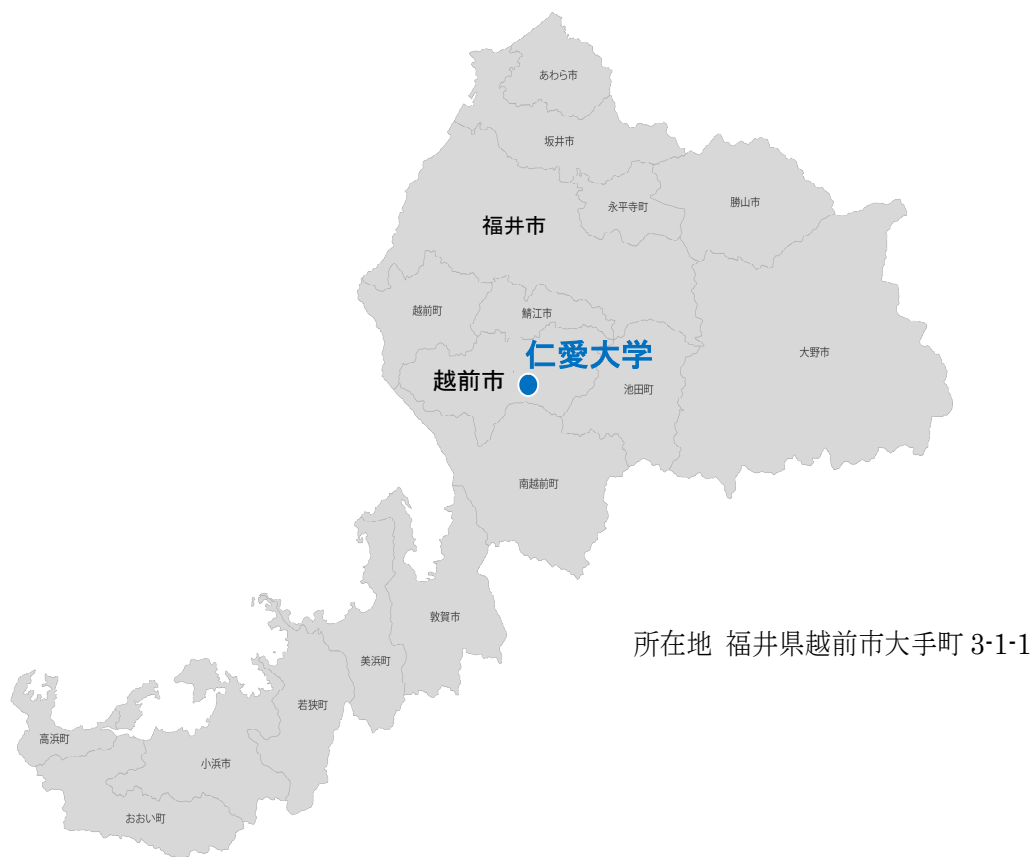 あわら市
坂井市
永平寺町
勝山市
福井市
越前町
鯖江市
仁愛大学
大野市
越前市
池田町
南越前町
敦賀市
所在地 福井県越前市大手町 3-1-1
美浜町
若狭町
高浜町
小浜市
おおい町